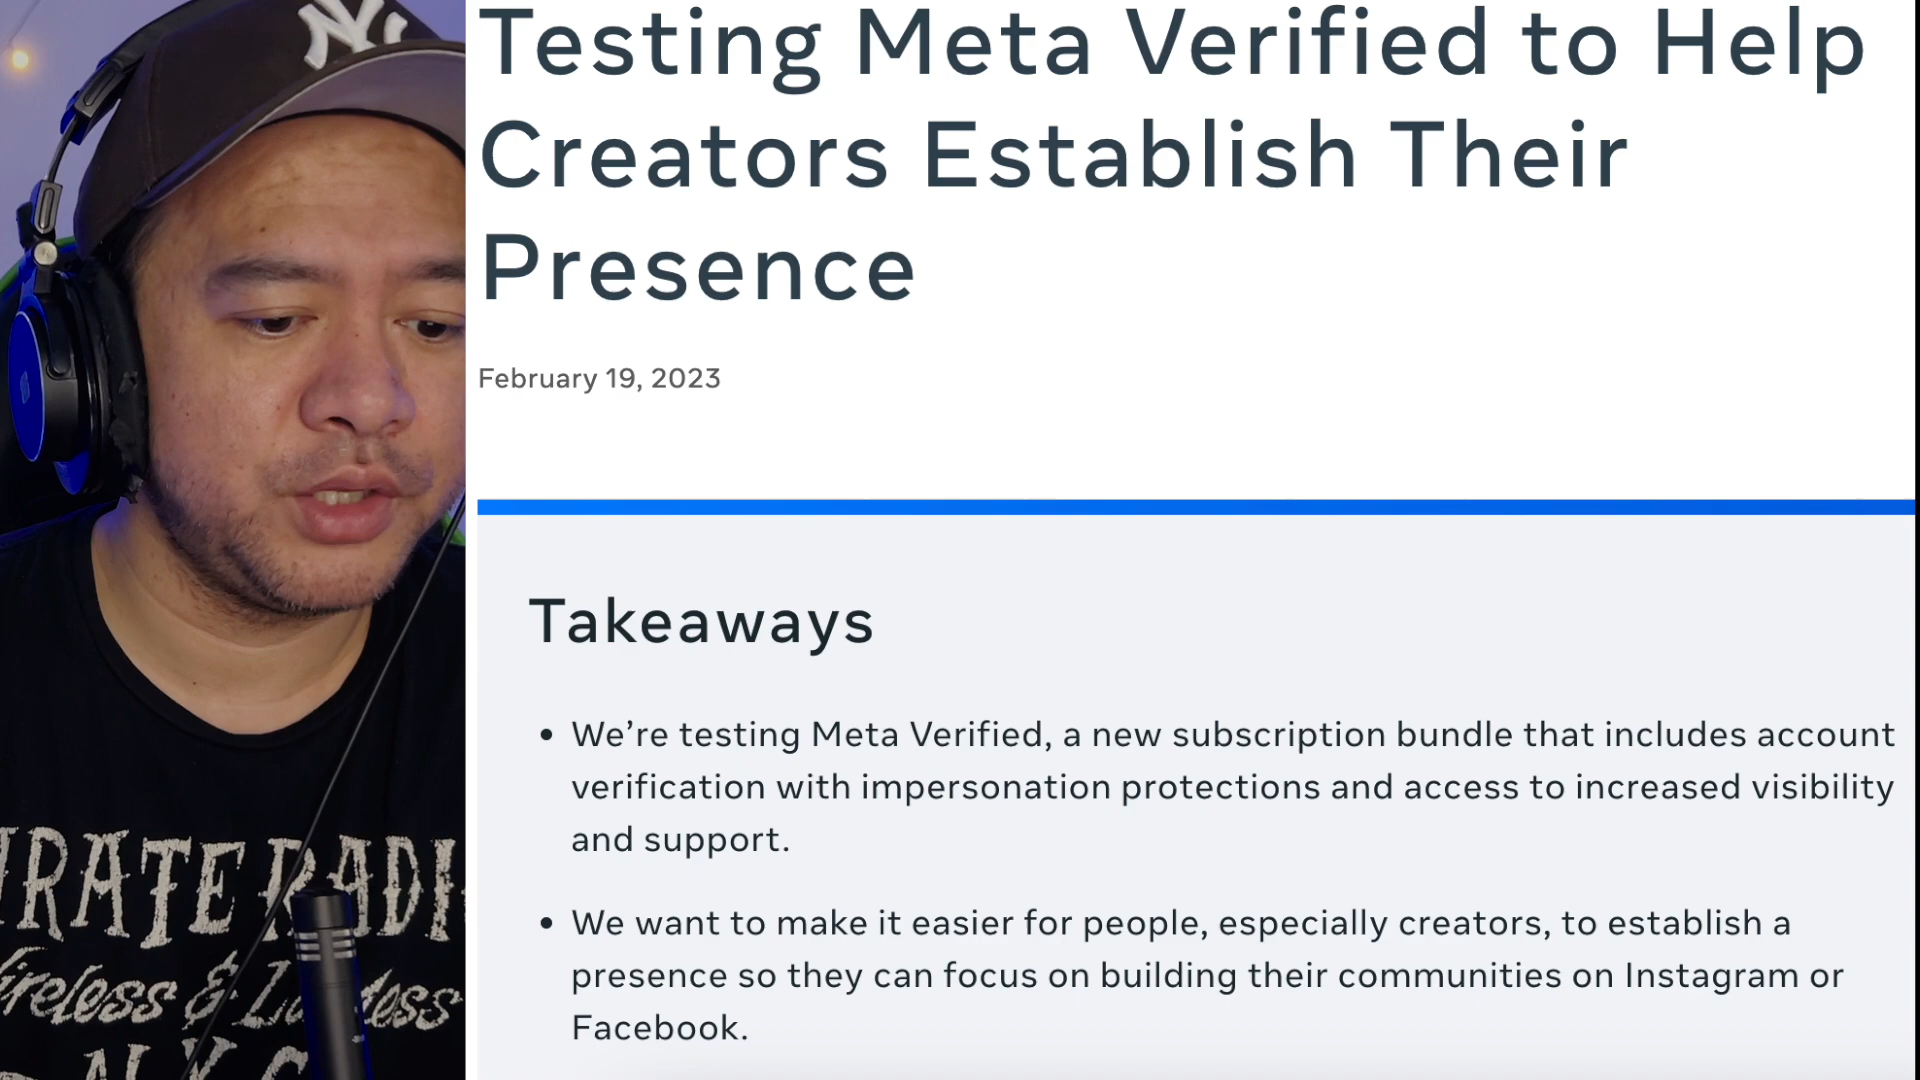 NY
Testing Meta Verified to Help
Creators Establish Their
Presence
February 19, 2023
Takeaways
• We’re testing Meta Verified, a new subscription bundle that includes account
verification with impersonation protections and access to increased visibility
and support.
• We want to make it easier for people, especially creators, to establish a
presence so they can focus on building their communities on Instagram or
Facebook.
IRATE RADI
ireless &